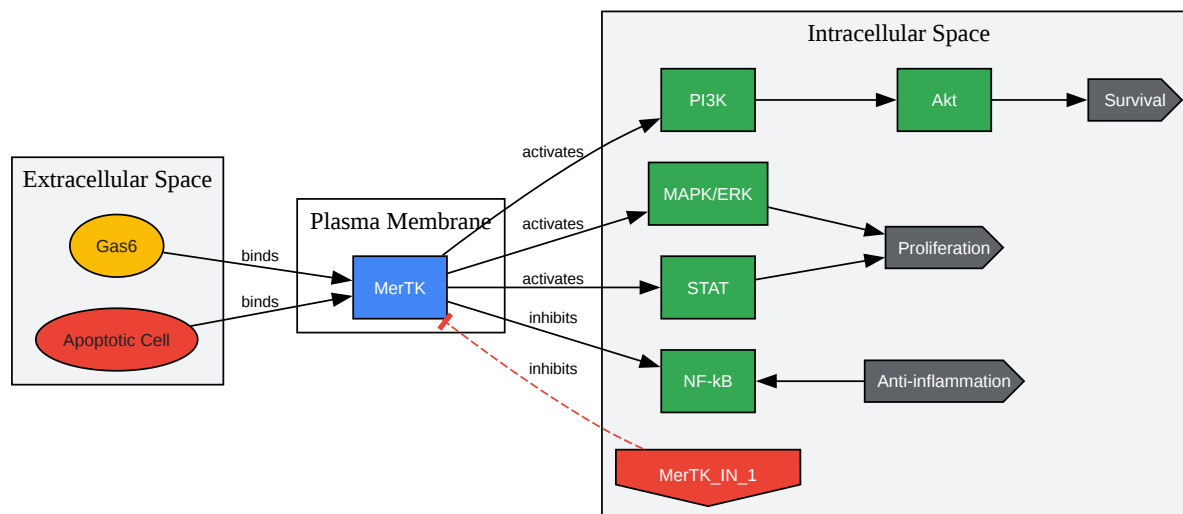 Intracellular Space
PI3K
Akt
Survival
activates
Extracellular Space
MAPK/ERK
Plasma Membrane
activates
Gas6
binds
Proliferation
activates
MerTK
STAT
binds
inhibits
Apoptotic Cell
inhibits
NF-kB
Anti-inflammation
MerTK_IN_1